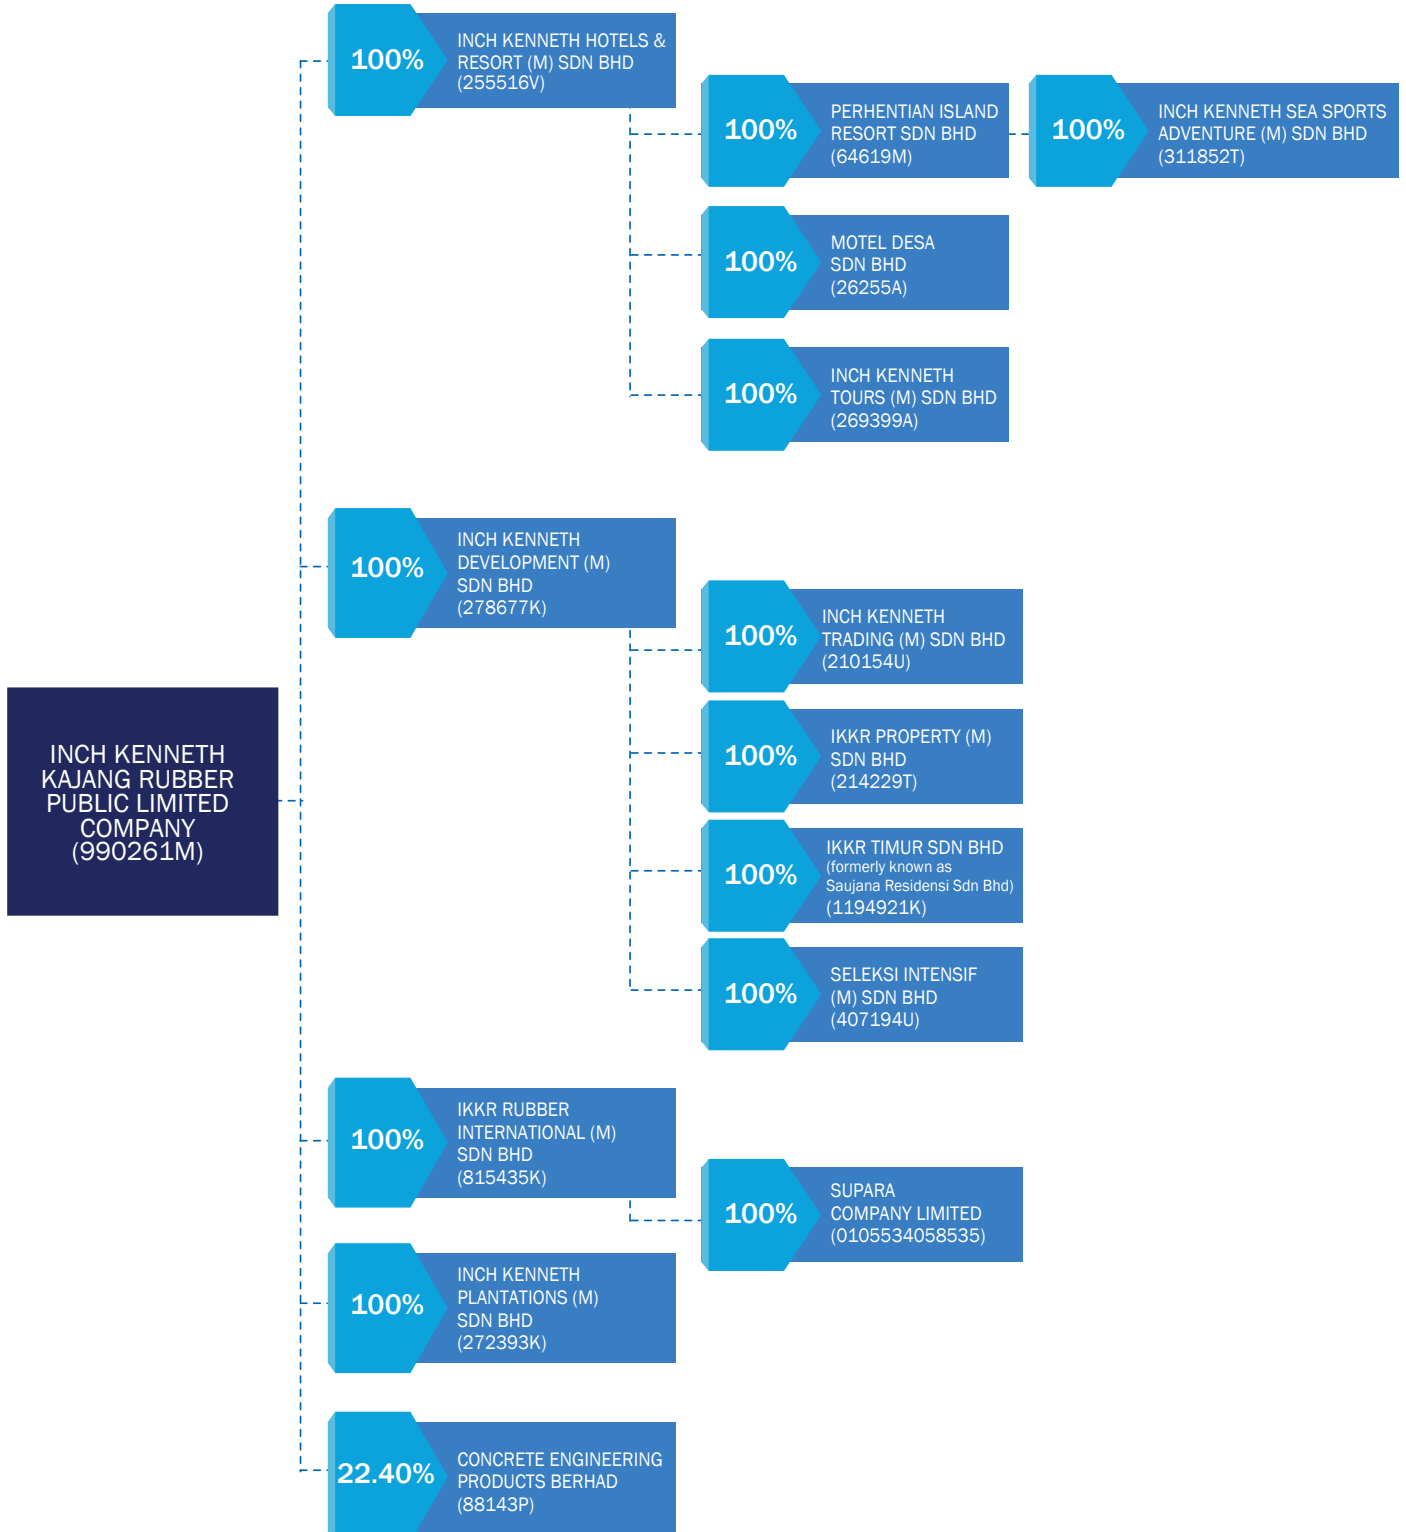 INCH KENNETH
KAJANG RUBBER
PUBLIC LIMITED
COMPANY
(990261M)
100%
INCH KENNETH HOTELS &
RESORT (M) SDN BHD
(255516V)
100%
PERHENTIAN ISLAND
RESORT SDN BHD
(64619M)
100%
INCH KENNETH SEA SPORTS
ADVENTURE (M) SDN BHD
(311852T)
100%
MOTEL DESA
SDN BHD
(26255A)
100%
INCH KENNETH
TOURS (M) SDN BHD
(269399A)
100%
INCH KENNETH
DEVELOPMENT (M)
SDN BHD
(278677K)
100%
INCH KENNETH
TRADING (M) SDN BHD
(210154U)
100%
IKKR PROPERTY (M)
SDN BHD
(214229T)
100%
IKKR TIMUR SDN BHD
(formerly known as
Saujana Residensi Sdn Bhd)
(1194921K)
100%
SELEKSI INTENSIF
(M) SDN BHD
(407194U)
100%
IKKR RUBBER
INTERNATIONAL (M)
SDN BHD
(815435K)
100%
SUPARA
COMPANY LIMITED
(0105534058535)
100%
INCH KENNETH
PLANTATIONS (M)
SDN BHD
(272393K)
22.40%
CONCRETE ENGINEERING
PRODUCTS BERHAD
(88143P)